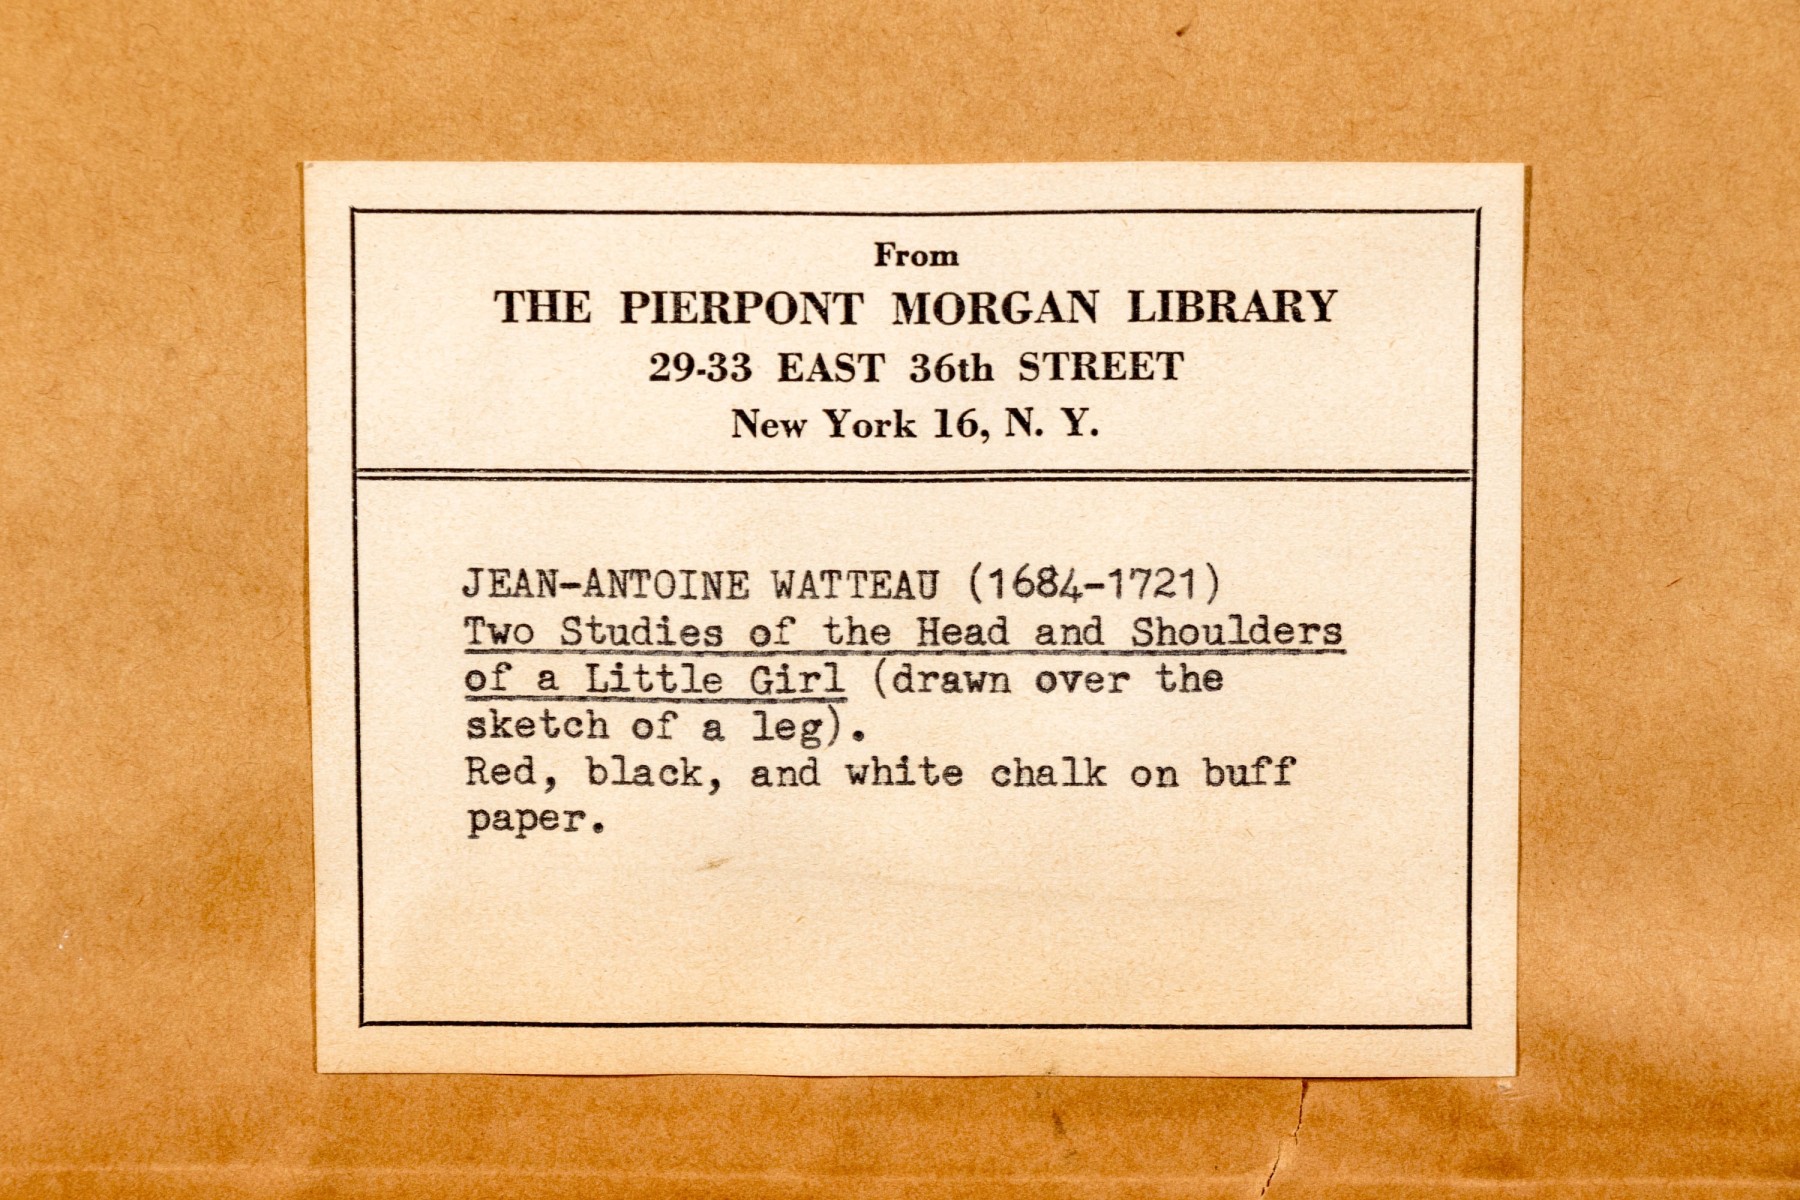 From
THE PIERPONT MORGAN LIBRARY
29-33 EAST 36th STREET
New York 16, N. Y.
JEAN-ANTOINE WATTEAU (1684-1721)
Two Studies of the Head and Shoulders
of a Little Girl (drawn over the
sketch of a leg).
Red, black, and white chalk on buff
paper.